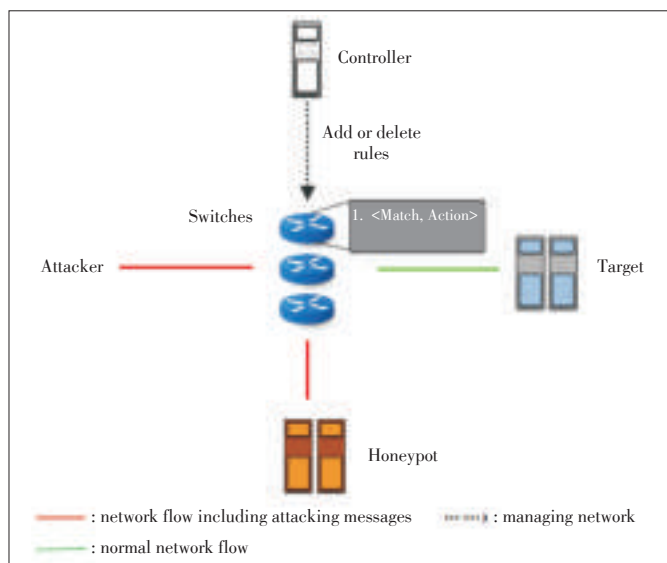 Controller
Add or delete
rules
Switches
1. <Match, Action>
Attacker
Target
Honeypot
: network flow including attacking messages
: managing network
: normal network flow